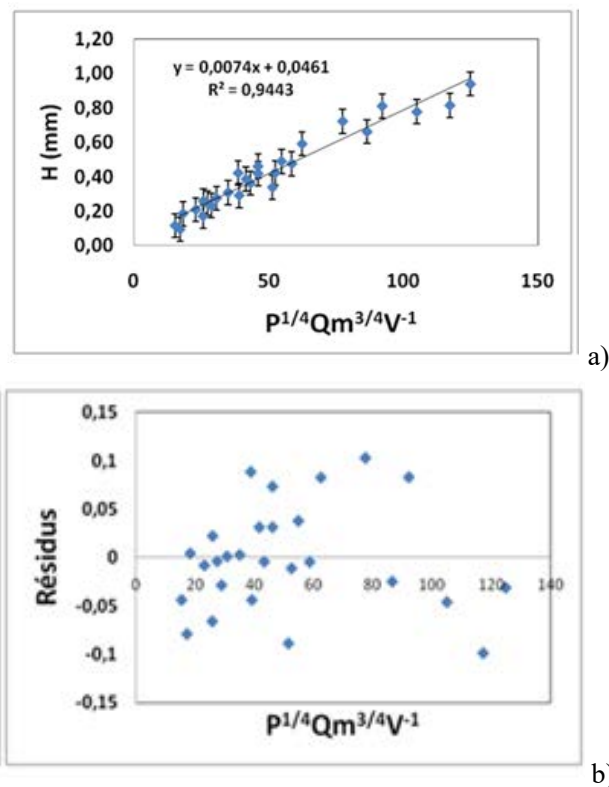 1,20
1,00
0,80
0,60
0,40
0,20
0,00
H (mm)
y = 0,0074x + 0,0461
R² = 0,9443
0 50 100 150
P¹/⁴Qm³/⁴V⁻¹
a)
0,15
0,1
0,05
0
-0,05
-0,1
-0,15
Résidus
0 20 40 60 80 100 120 140
P¹/⁴Qm³/⁴V⁻¹
b)